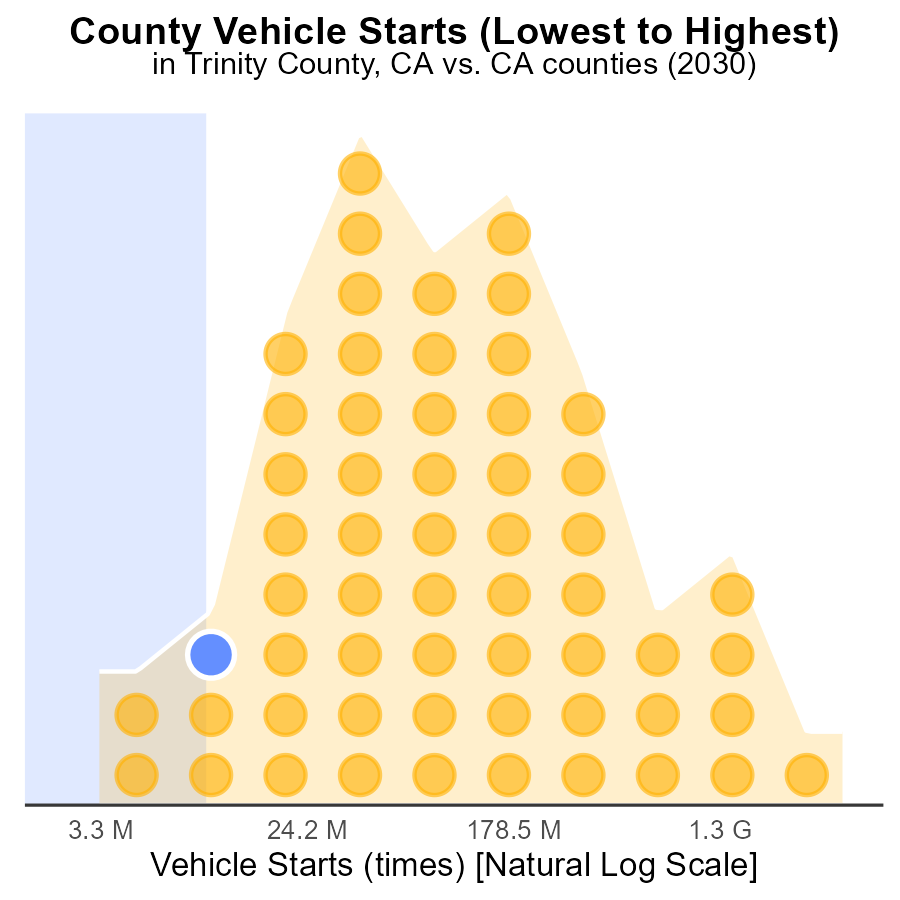 County Vehicle Starts (Lowest to Highest)
in Trinity County, CA vs. CA counties (2030)
3.3 M 24.2 M 178.5 M 1.3 G
Vehicle Starts (times) [Natural Log Scale]